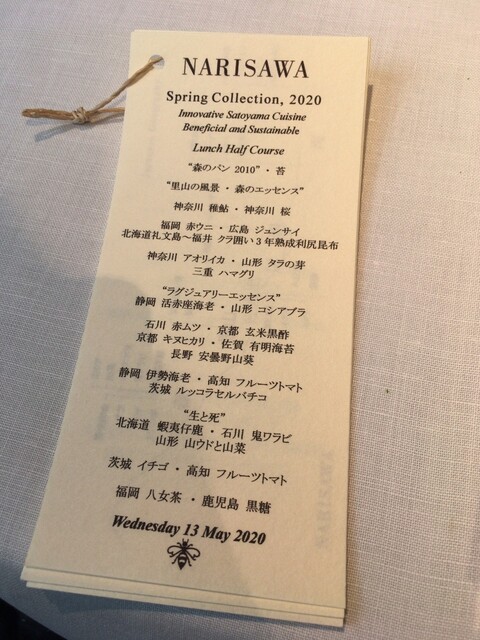 NARISAWA
Spring Collection, 2020
Innovative Satoyama Cuisine
Beneficial and Sustainable
Lunch Half Course
“森のパン 2010”・苔
“里山の風景・森のエッセンス”
神奈川 稚鮎・神奈川 桜
福岡 赤ウニ・広島 ジュンサイ
北海道礼文島〜福井 クラ囲い3年熟成利尻昆布
神奈川 アオリイカ・山形 タラの芽
三重 ハマグリ
“ラグジュアリーエッセンス”
静岡 活赤座海老・山形 コシアブラ
石川 赤ムツ・京都 玄米黒酢
京都 キヌヒカリ・佐賀 有明海苔
長野 安曇野山葵
静岡 伊勢海老・高知 フルーツトマト
茨城 ルッコラセルバチコ
“生と死”
北海道 蝦夷仔鹿・石川 鬼ワラビ
山形 山ウドと山菜
茨城 イチゴ・高知 フルーツトマト
福岡 八女茶・鹿児島 黒糖
Wednesday 13 May 2020